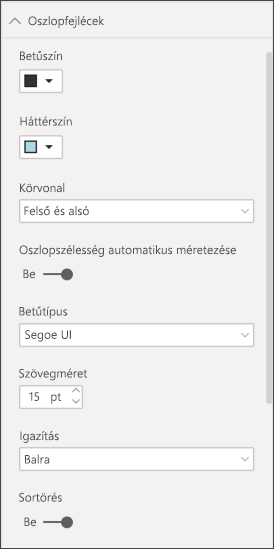 Oszlopfejlécek
Betűszín
Háttérszín
Körvonal
Felső és alsó
Oszlopszélesség automatikus méretezése
Be
Betűtípus
Segoe UI
Szövegméret
15 pt
Igazítás
Balra
Sortörés
Be